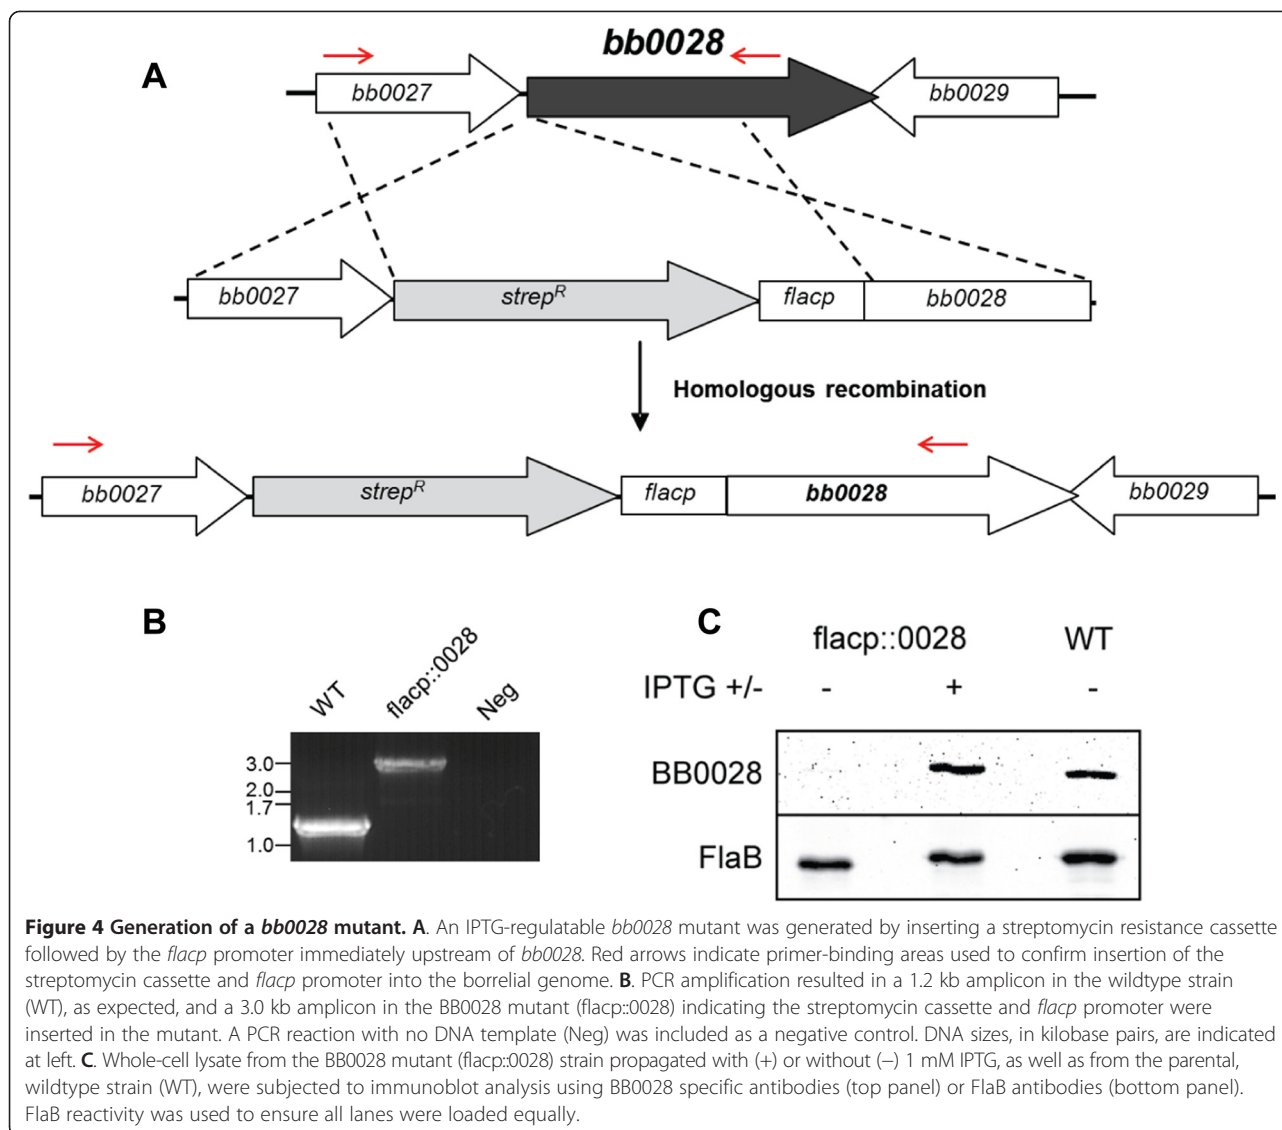 A
bb0028
bb0027
bb0029
bb0027
strepR
flacp
bb0028
Homologous recombination
bb0027
strepR
flacp
bb0028
bb0029
B
WT
flacp::0028
Neg
3.0
2.0
1.7
1.0
C
flacp::0028 WT
IPTG +/- - + -
BB0028
FlaB
Figure 4 Generation of a bb0028 mutant. A. An IPTG-regulatable bb0028 mutant was generated by inserting a streptomycin resistance cassette
followed by the flacp promoter immediately upstream of bb0028. Red arrows indicate primer-binding areas used to confirm insertion of the
streptomycin cassette and flacp promoter into the borrelial genome. B. PCR amplification resulted in a 1.2 kb amplicon in the wildtype strain
(WT), as expected, and a 3.0 kb amplicon in the BB0028 mutant (flacp::0028) indicating the streptomycin cassette and flacp promoter were
inserted in the mutant. A PCR reaction with no DNA template (Neg) was included as a negative control. DNA sizes, in kilobase pairs, are indicated
at left. C. Whole-cell lysate from the BB0028 mutant (flacp::0028) strain propagated with (+) or without (−) 1 mM IPTG, as well as from the parental,
wildtype strain (WT), were subjected to immunoblot analysis using BB0028 specific antibodies (top panel) or FlaB antibodies (bottom panel).
FlaB reactivity was used to ensure all lanes were loaded equally.